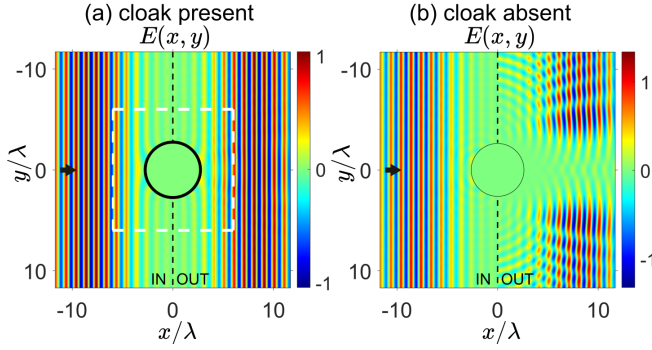 (a) cloak present
E(x, y)
-10
0
10
y/λ
IN OUT
-10 0 10
x/λ
1
0
-1
(b) cloak absent
E(x, y)
-10
0
10
y/λ
IN OUT
-10 0 10
x/λ
1
0
-1